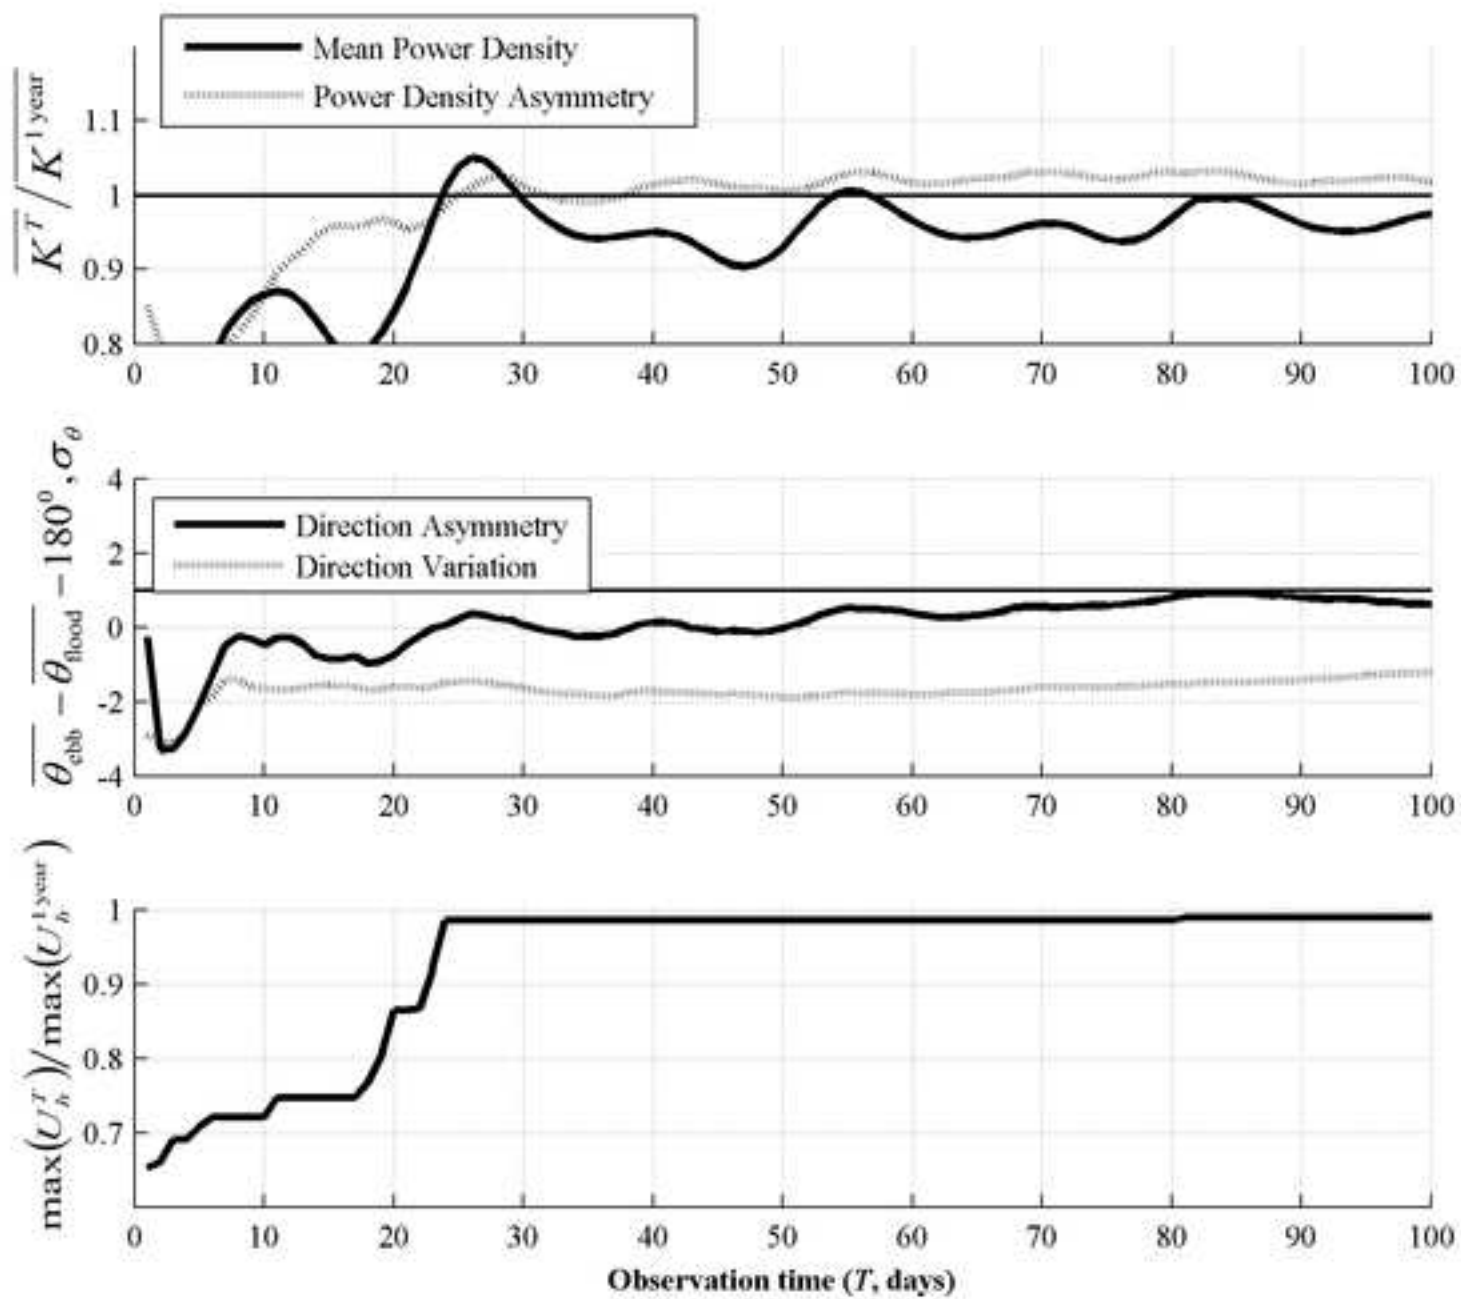 Mean Power Density
Power Density Asymmetry
K^T / K^1 year
1.1
1
0.9
0.8
0 10 20 30 40 50 60 70 80 90 100
θebb − θflood − 180°, σθ
4
Direction Asymmetry
2
Direction Variation
0
-2
-4
0 10 20 30 40 50 60 70 80 90 100
max(U_h^T)/max(U_h^1 year)
1
0.9
0.8
0.7
0 10 20 30 40 50 60 70 80 90 100
Observation time (T, days)